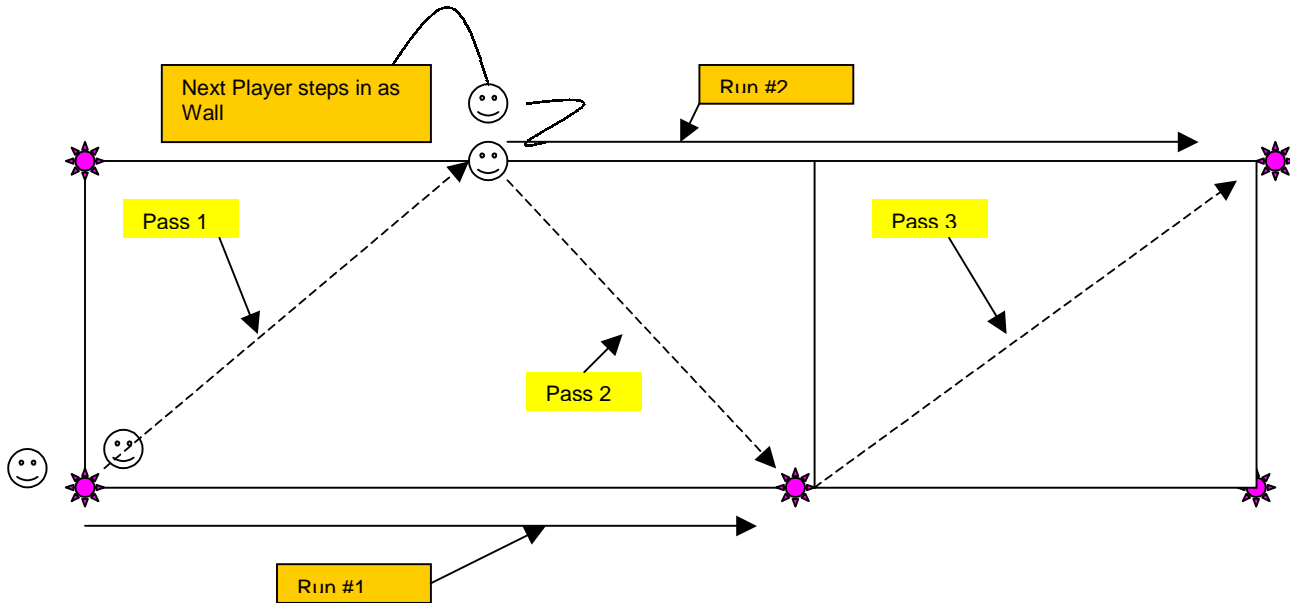 Next Player steps in as
Wall
Run #2
Pass 1
Pass 3
Pass 2
Run #1